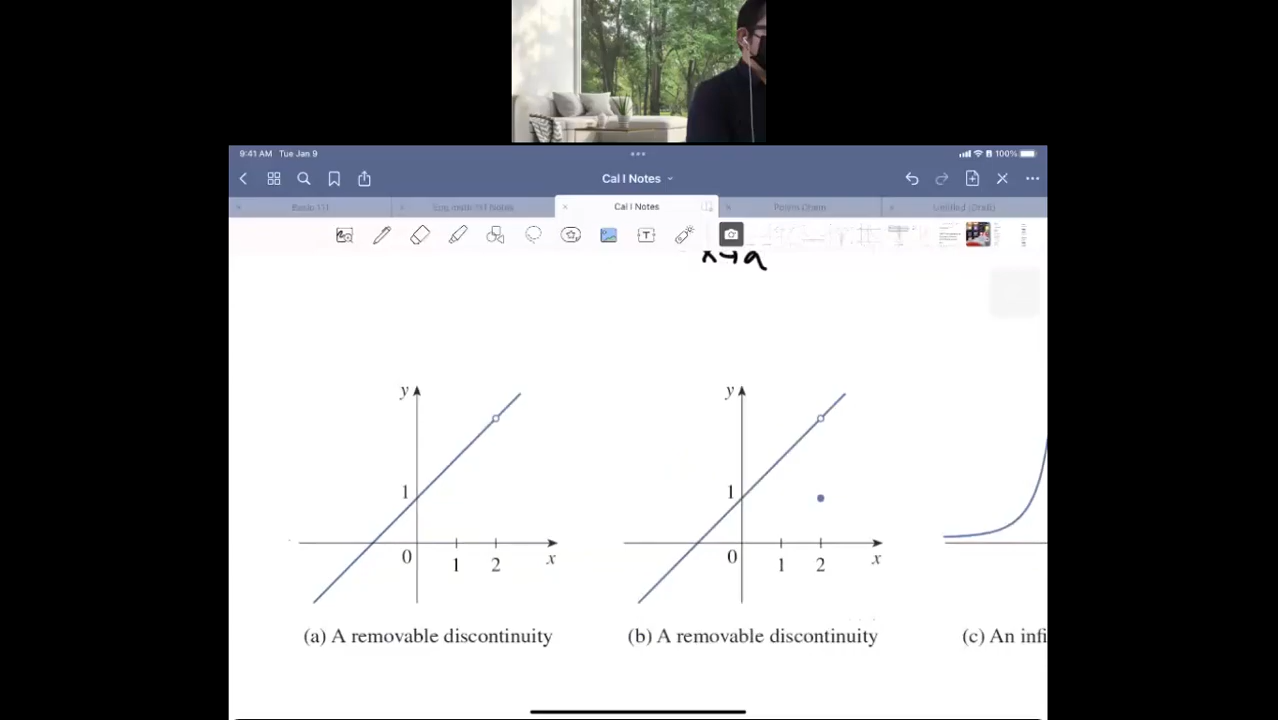 9:41 AM Tue Jan 9
100%
Cal I Notes
Cal I Notes
T
x→a
y
1
0
1
2
x
y
1
0
1
2
x
(a) A removable discontinuity
(b) A removable discontinuity
(c) An infi